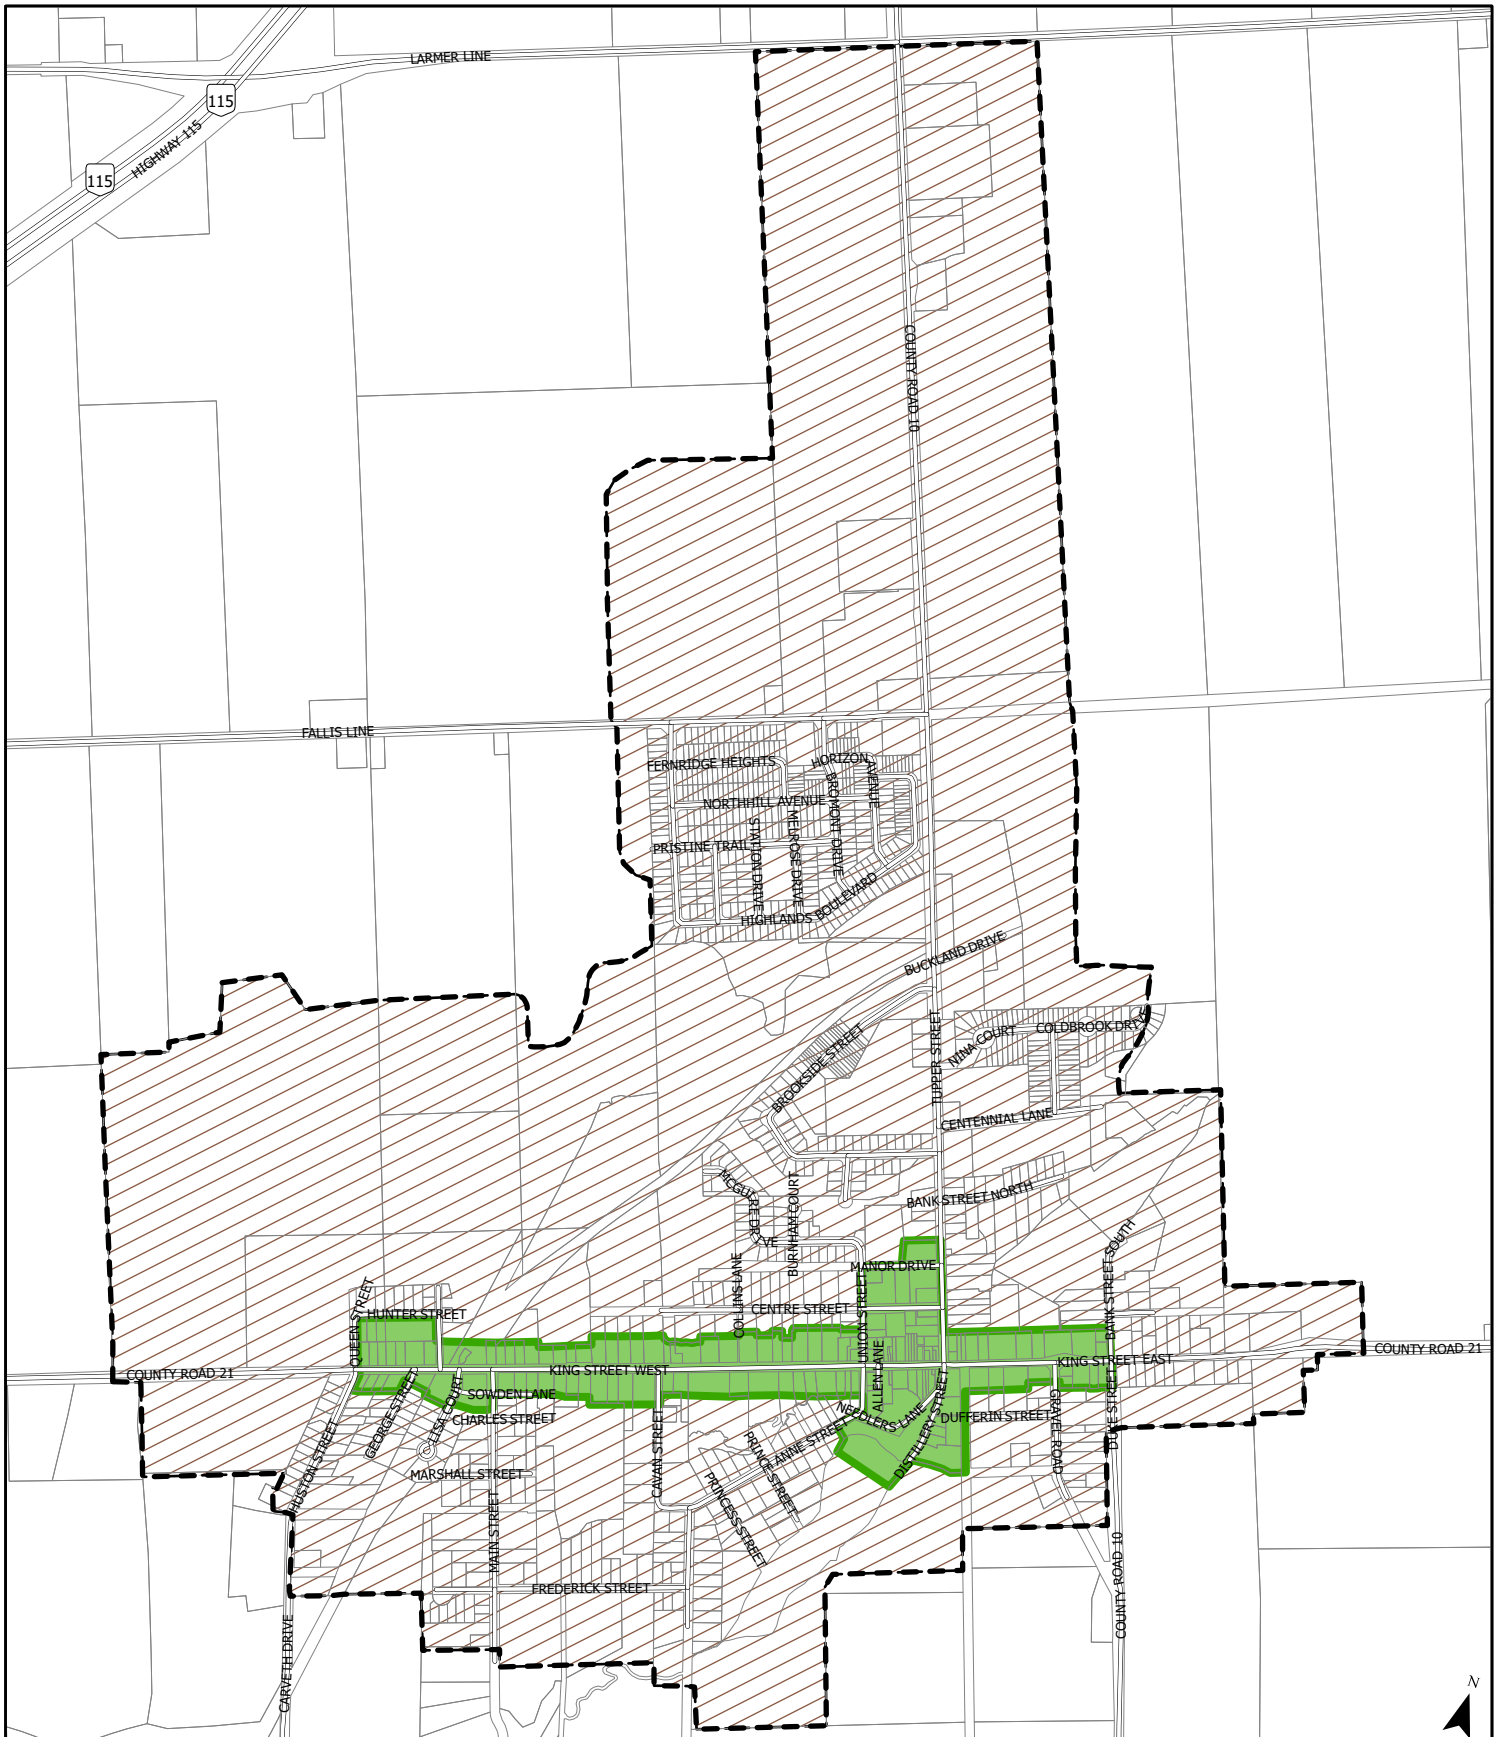 LARMER LINE
115
HIGHWAY 115
115
COUNTY ROAD 10
FALLIS LINE
FERNRIDGE HEIGHTS
HORIZON AVENUE
NORTHHILL AVENUE
BROMONT DRIVE
MELROSE DRIVE
STATION DRIVE
PRISTINE TRAIL
HIGHLANDS BOULEVARD
BUCKLAND DRIVE
BROOKSIDE STREET
TUPPER STREET
NINA COURT
COLDBROOK DRIVE
CENTENNIAL LANE
MCGUIRE DRIVE
BURNHAM COURT
BANK STREET NORTH
BANK STREET SOUTH
MANOR DRIVE
COLLINS LANE
CENTRE STREET
UNION STREET
QUEEN STREET
HUNTER STREET
COUNTY ROAD 21
KING STREET WEST
ALLEN LANE
KING STREET EAST
COUNTY ROAD 21
SOWDEN LANE
LISA COURT
GEORGE STREET
CHARLES STREET
HUSTON STREET
MARSHALL STREET
CAVAN STREET
ANNE STREET
NEEDLERS LANE
DISTILLERY STREET
DUFFERIN STREET
GRAVEL ROAD
DUKE STREET
PRINCE STREET
PRINCESS STREET
MAIN STREET
FREDERICK STREET
COUNTY ROAD 10
CARVETH DRIVE
N